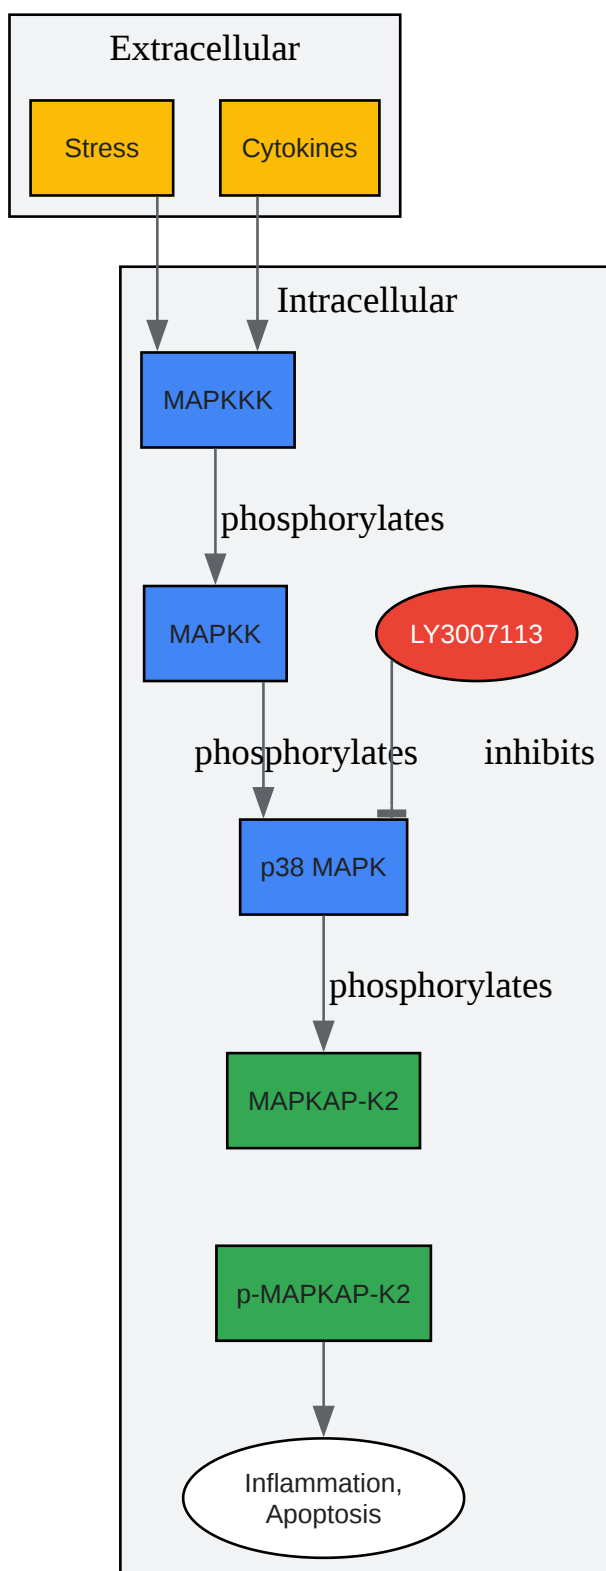 Extracellular
Stress
Cytokines
Intracellular
MAPKKK
phosphorylates
MAPKK
LY3007113
phosphorylates
inhibits
p38 MAPK
phosphorylates
MAPKAP-K2
p-MAPKAP-K2
Inflammation,
Apoptosis